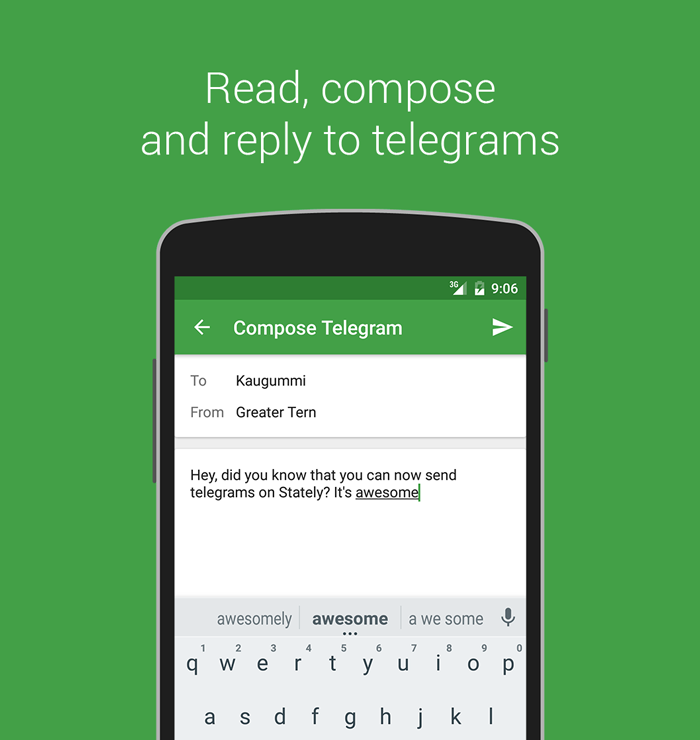 Read, compose
and reply to telegrams
3G 9:06
Compose Telegram
To Kaugummi
From Greater Tern
Hey, did you know that you can now send
telegrams on Stately? It's awesome
awesomely awesome a we some
1 2 3 4 5 6 7 8 9 0
q w e r t y u i o p
a s d f g h j k l